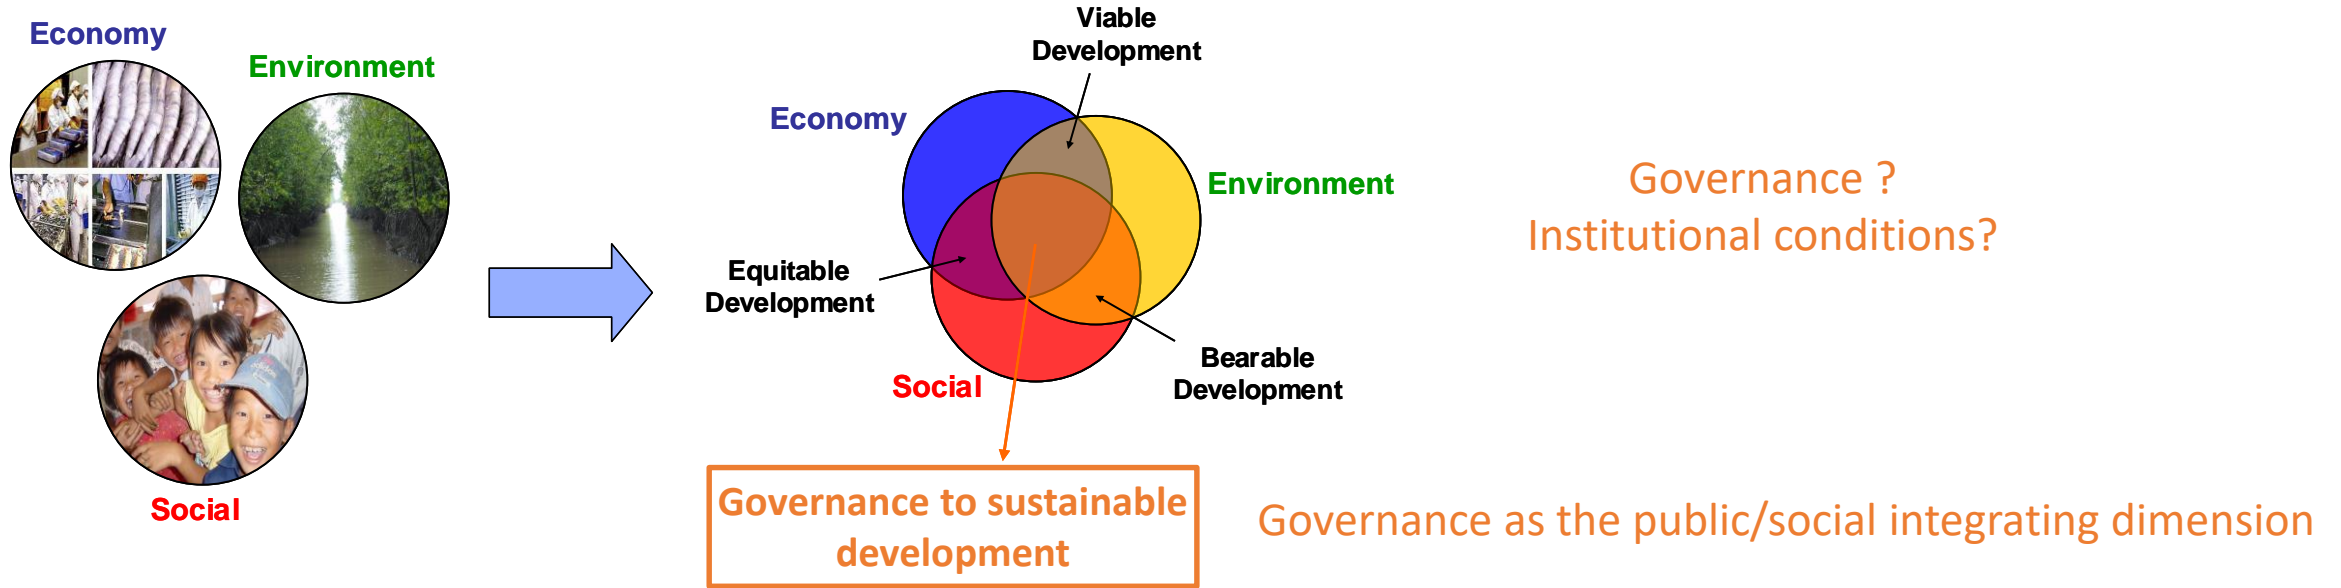 Economy
Environment
Social
Viable
Development
Economy
Environment
Equitable
Development
Bearable
Development
Social
Governance to sustainable
development
Governance ?
Institutional conditions?
Governance as the public/social integrating dimension